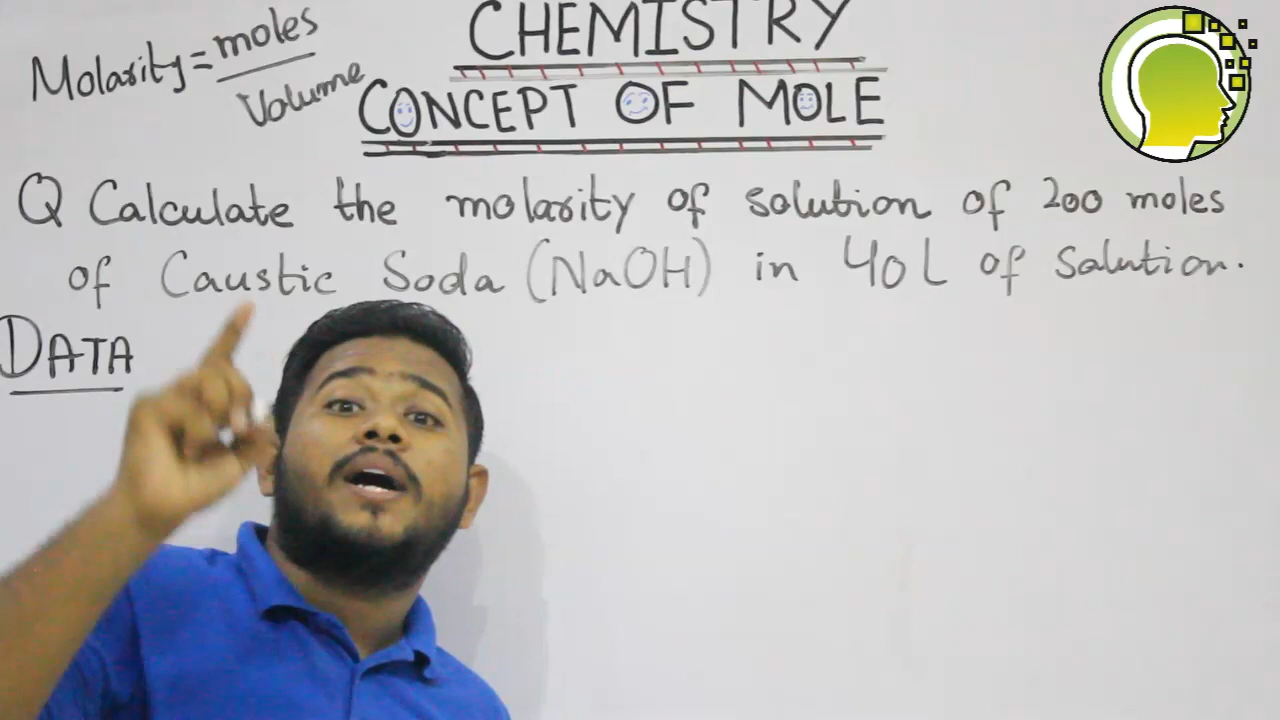 CHEMISTRY
Molarity = moles
Volume
CONCEPT OF MOLE
Q Calculate the molarity of solution of 200 moles
of Caustic Soda (NaOH) in 40L of solution.
DATA